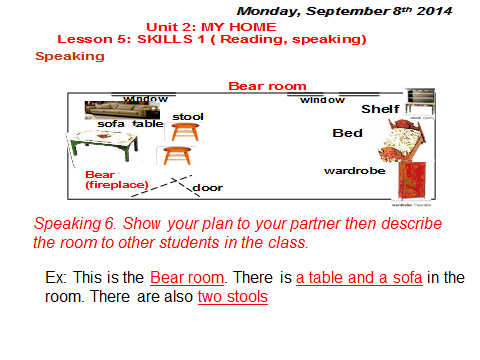 Monday, September 8th 2014
Unit 2: MY HOME
Lesson 5: SKILLS 1 ( Reading, speaking)
Speaking
Bear room
window
window
Shelf
sofa table
stool
Bed
wardrobe
Bear
(fireplace)
door
Speaking 6. Show your plan to your partner then describe
the room to other students in the class.
Ex: This is the Bear room. There is a table and a sofa in the
room. There are also two stools